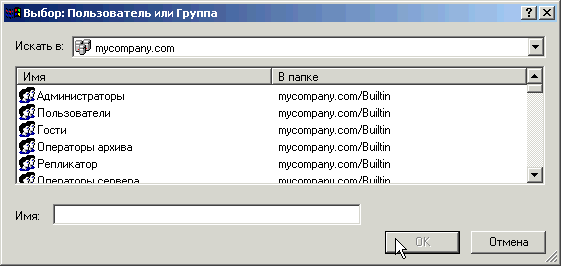 Выбор: Пользователь или Группа
Искать в: mycompany.com
Имя В папке
Администраторы mycompany.com/Builtin
Пользователи mycompany.com/Builtin
Гости mycompany.com/Builtin
Операторы архива mycompany.com/Builtin
Репликатор mycompany.com/Builtin
Операторы сервера mycompany.com/Builtin
Имя:
OK Отмена